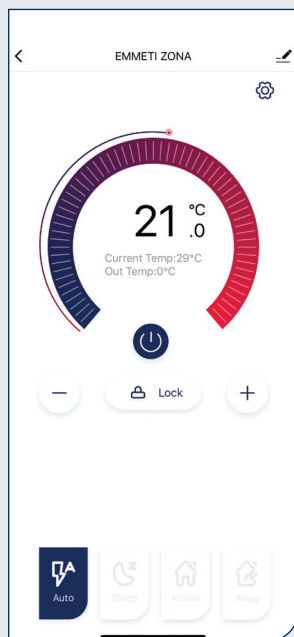 EMMETI ZONA
21 °C
.0
Current Temp:29°C
Out Temp:0°C
Lock
A
Auto
Sleep
Home
Away